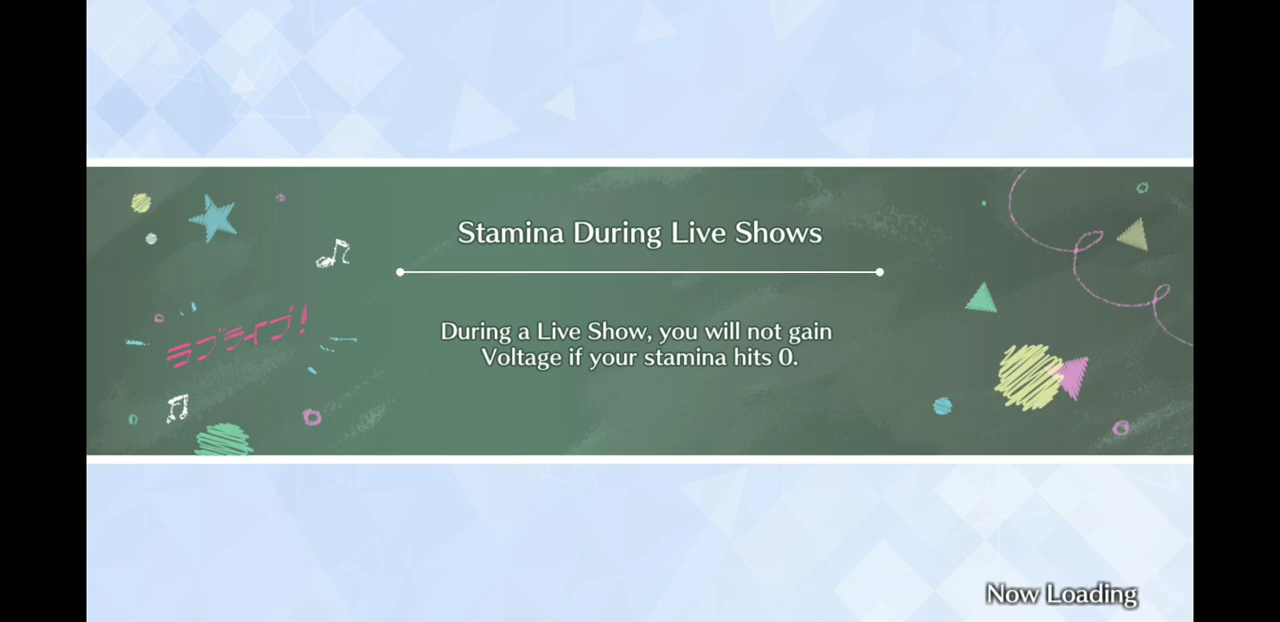 Stamina During Live Shows
ラブライブ!
During a Live Show, you will not gain
Voltage if your stamina hits 0.
Now Loading